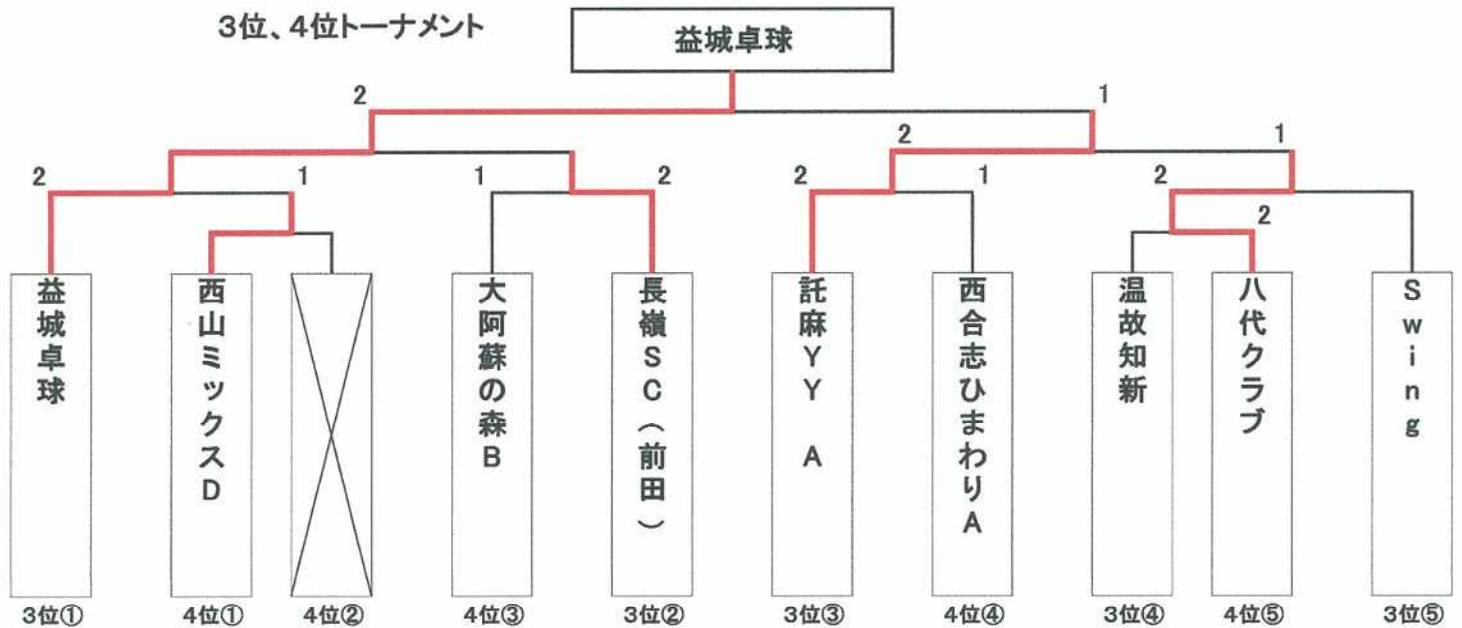 3位、4位トーナメント
益城卓球
2
1
2
1
2
1
1
2
2
1
2
2
益城卓球
西山ミックスD
大阿蘇の森B
長嶺SC(前田)
託麻YY A
西合志ひまわりA
温故知新
八代クラブ
Swing
3位①
4位①
4位②
4位③
3位②
3位③
4位④
3位④
4位⑤
3位⑤